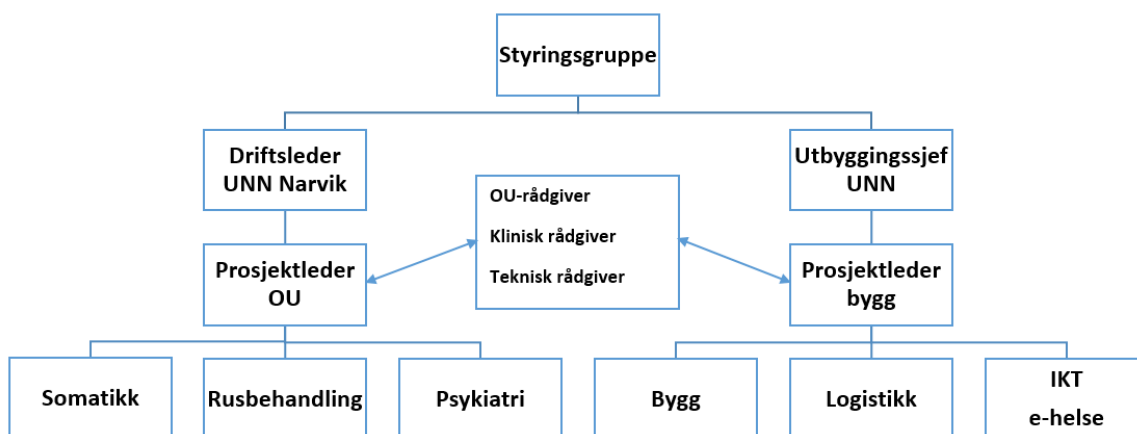 Styringsgruppe
Driftsleder
UNN Narvik
Utbyggingssjef
UNN
OU-rådgiver
Klinisk rådgiver
Teknisk rådgiver
Prosjektleder
OU
Prosjektleder
bygg
Somatikk
Rusbehandling
Psykiatri
Bygg
Logistikk
IKT
e-helse